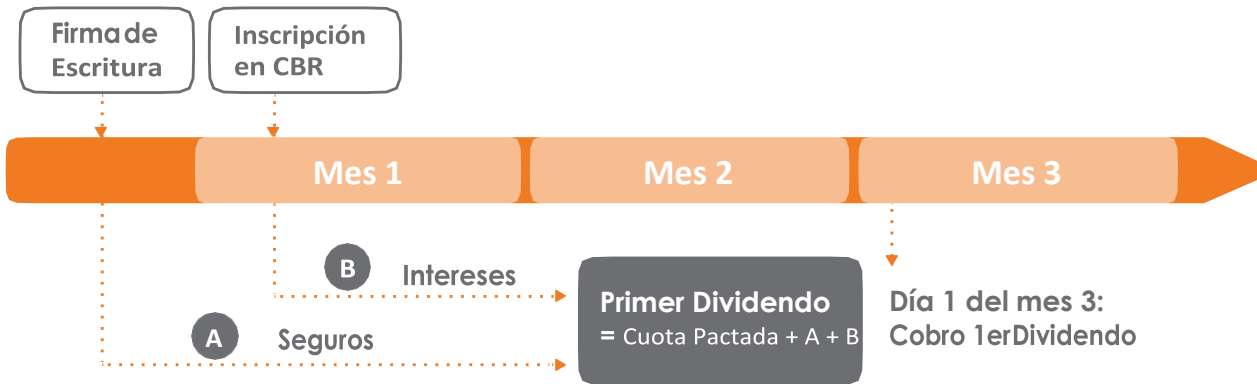 Firma de
Escritura
Inscripción
en CBR
Mes 1
Mes 2
Mes 3
B
Intereses
A
Seguros
Primer Dividendo
= Cuota Pactada + A + B
Día 1 del mes 3:
Cobro 1erDividendo